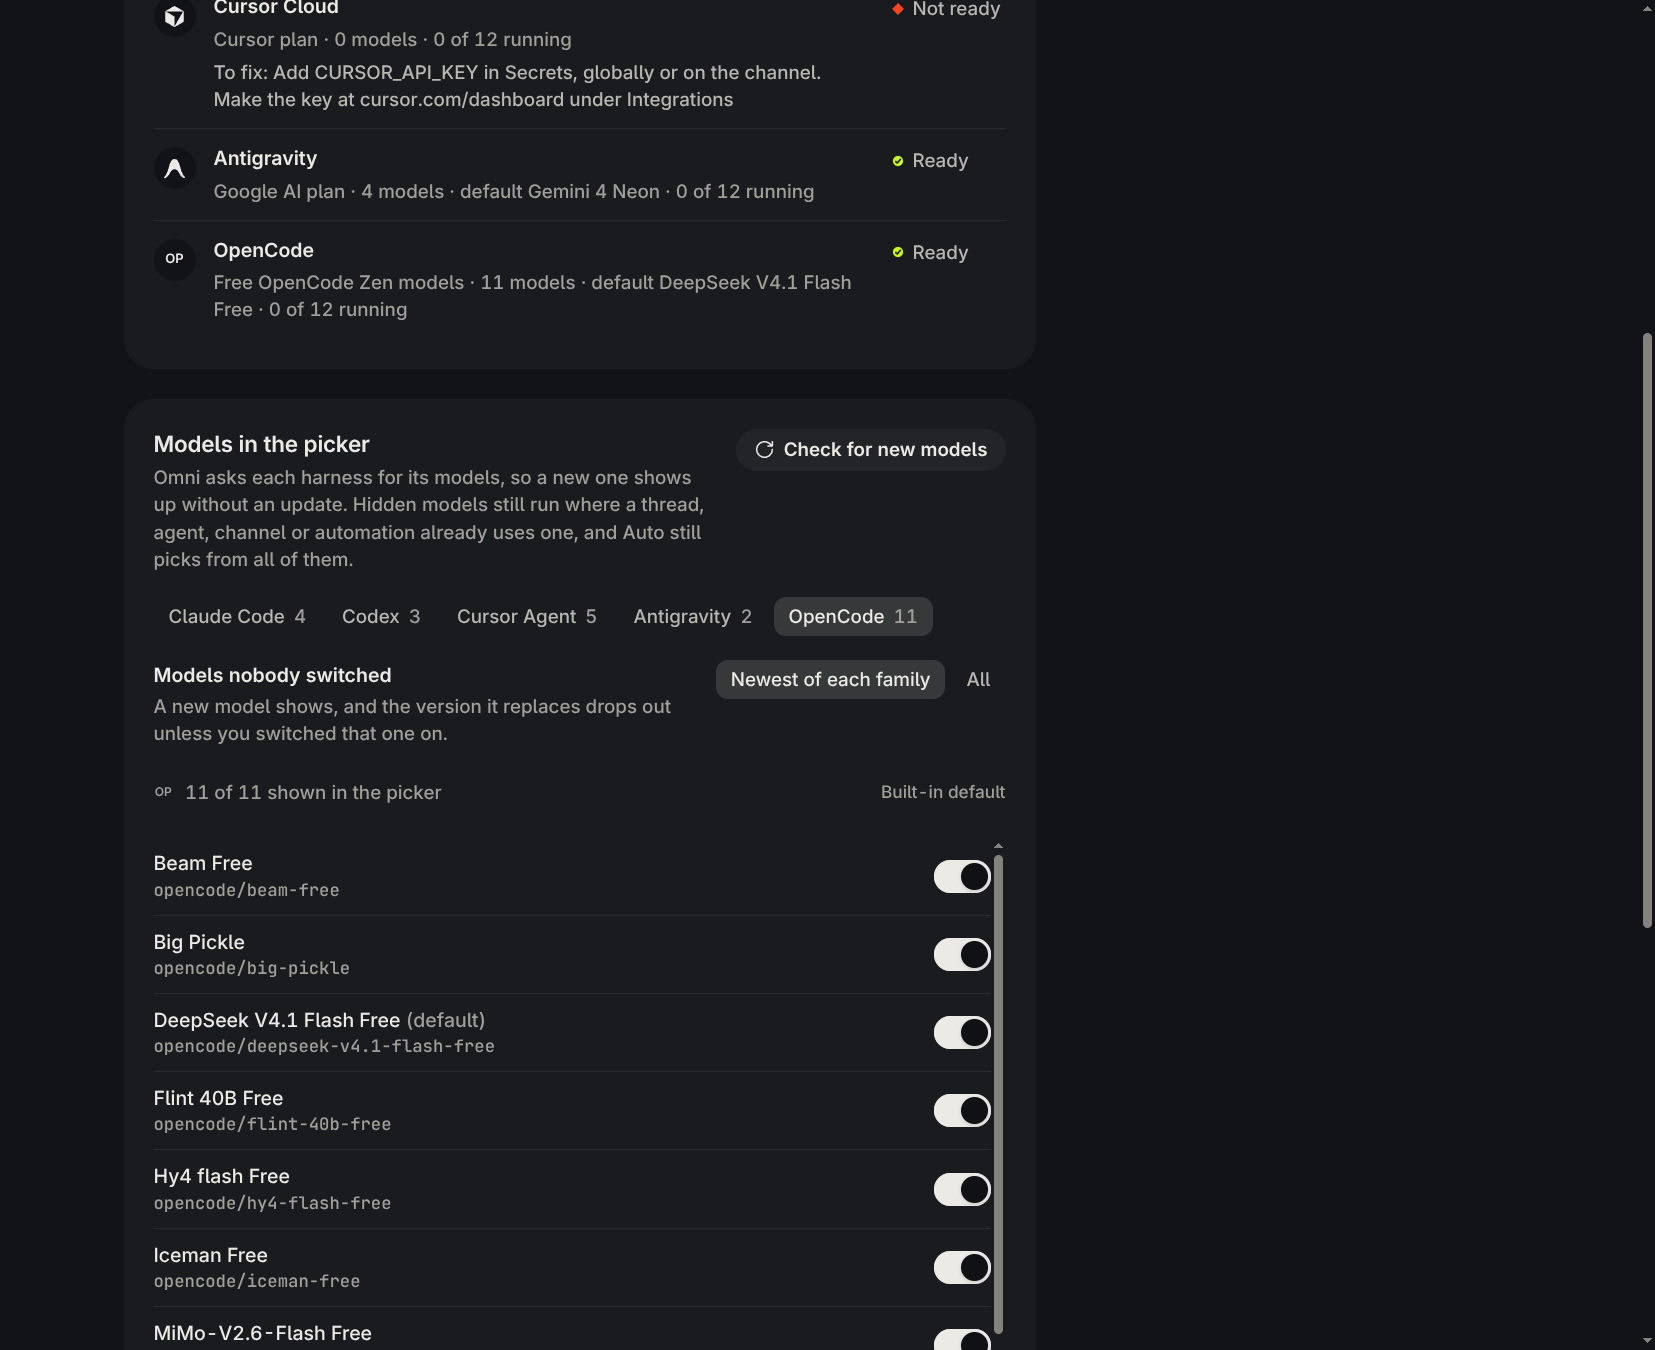 Cursor Cloud
Not ready
Cursor plan · 0 models · 0 of 12 running
To fix: Add CURSOR_API_KEY in Secrets, globally or on the channel.
Make the key at cursor.com/dashboard under Integrations
Antigravity
Ready
Google AI plan · 4 models · default Gemini 4 Neon · 0 of 12 running
OP
OpenCode
Ready
Free OpenCode Zen models · 11 models · default DeepSeek V4.1 Flash
Free · 0 of 12 running
Models in the picker
Check for new models
Omni asks each harness for its models, so a new one shows
up without an update. Hidden models still run where a thread,
agent, channel or automation already uses one, and Auto still
picks from all of them.
Claude Code 4 Codex 3 Cursor Agent 5 Antigravity 2 OpenCode 11
Models nobody switched
Newest of each family All
A new model shows, and the version it replaces drops out
unless you switched that one on.
OP 11 of 11 shown in the picker
Built-in default
Beam Free
opencode/beam-free
Big Pickle
opencode/big-pickle
DeepSeek V4.1 Flash Free (default)
opencode/deepseek-v4.1-flash-free
Flint 40B Free
opencode/flint-40b-free
Hy4 flash Free
opencode/hy4-flash-free
Iceman Free
opencode/iceman-free
MiMo-V2.6-Flash Free